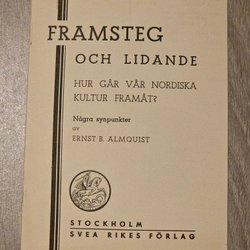 FRAMSTEG
OCH LIDANDE
HUR GÅR VÅR NORDISKA
KULTUR FRAMÅT?
Några synpunkter
av
ERNST B. ALMQUIST
STOCKHOLM
SVEA RIKES FÖRLAG